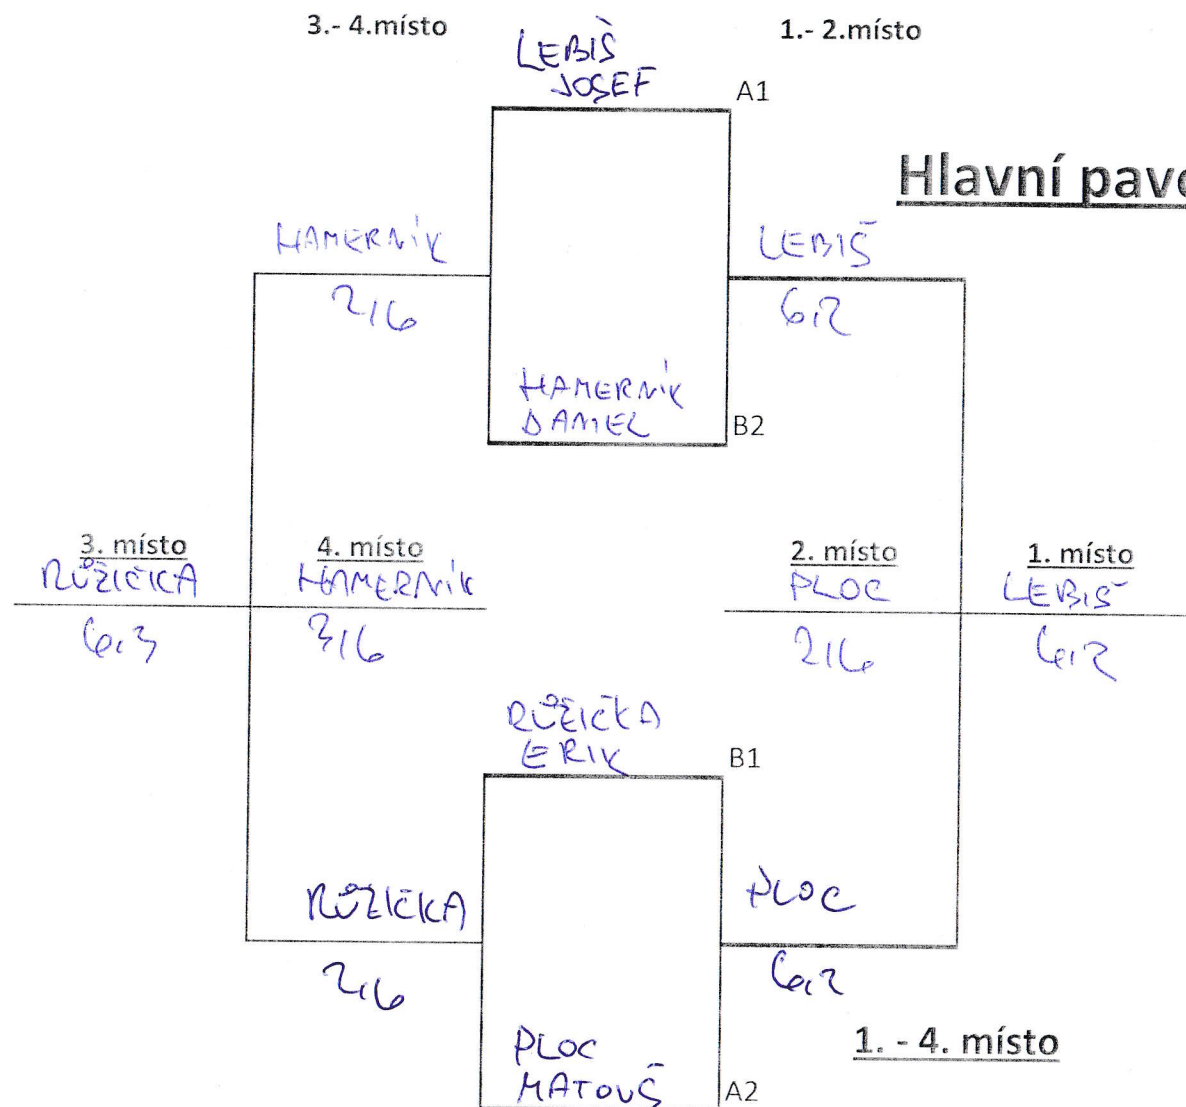 3.- 4.místo
1.- 2.místo
LEBIŠ
JOSEF
A1
Hlavní pavo
HAMERNÍK
LEBIŠ
2,6
6,2
HAMERNÍK
DANIEL
B2
3. místo
4. místo
2. místo
1. místo
RŮŽIČKA
HAMERNÍK
PLOC
LEBIŠ
6,3
3,6
2,6
6,2
RŮŽIČKA
ERIK
B1
RŮŽIČKA
PLOC
2,6
6,2
PLOC
MATOUŠ
1. - 4. místo
A2